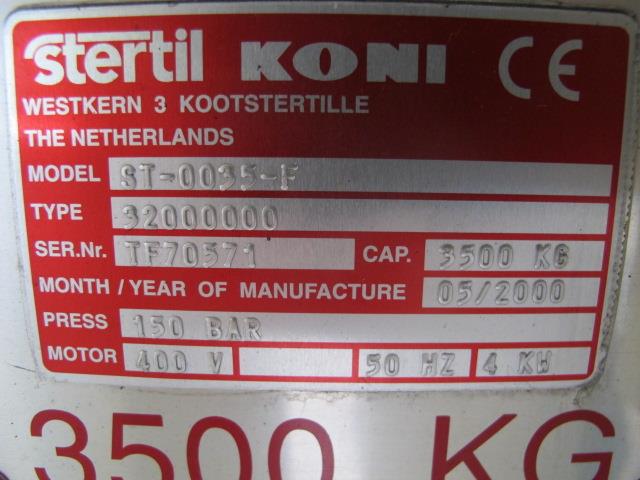 stertil KONI CE
WESTKERN 3 KOOTSTERTILLE
THE NETHERLANDS
MODEL ST-0035-F
TYPE 32000000
SER.Nr. TF70571 CAP. 3500 KG
MONTH / YEAR OF MANUFACTURE 05/2000
PRESS 150 BAR
MOTOR 400 V 50 HZ 4 KW
3500 KG